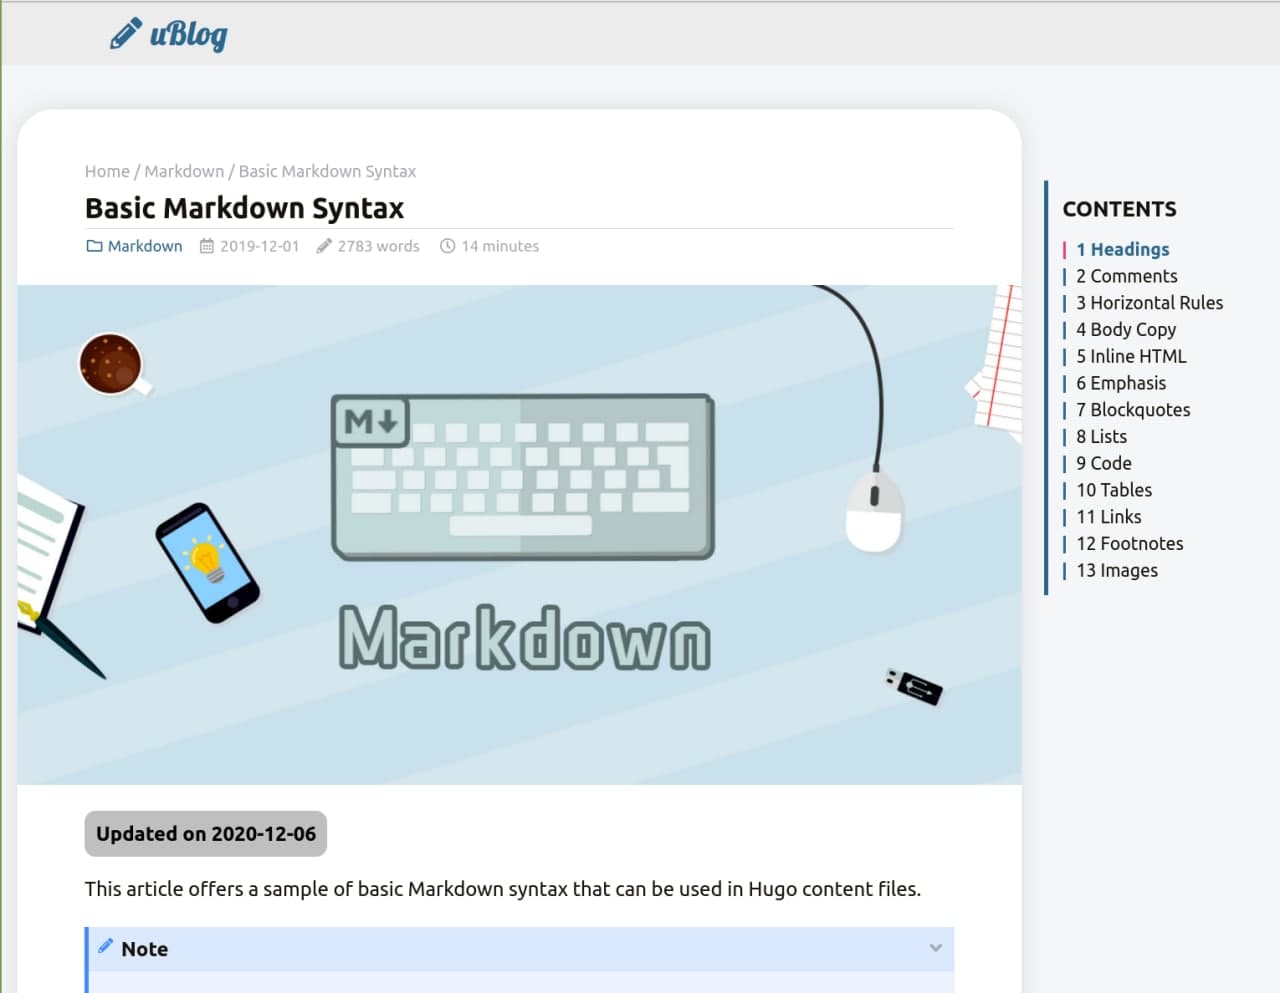 uBlog
Home / Markdown / Basic Markdown Syntax
Basic Markdown Syntax
Markdown 2019-12-01 2783 words 14 minutes
M
Markdown
Updated on 2020-12-06
This article offers a sample of basic Markdown syntax that can be used in Hugo content files.
Note
CONTENTS
1 Headings
2 Comments
3 Horizontal Rules
4 Body Copy
5 Inline HTML
6 Emphasis
7 Blockquotes
8 Lists
9 Code
10 Tables
11 Links
12 Footnotes
13 Images